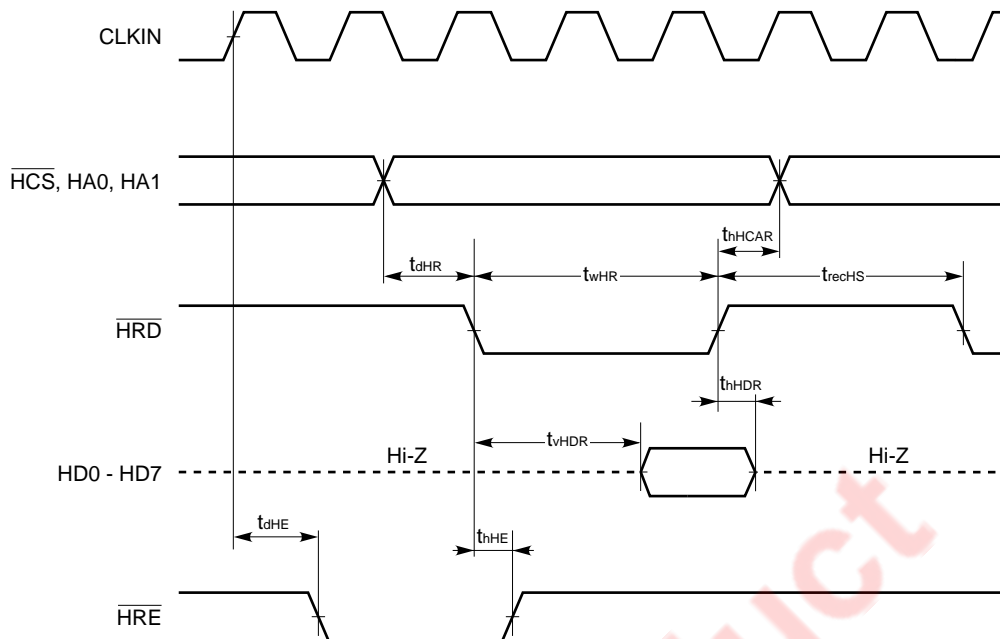 CLKIN
HCS, HA0, HA1
thHCAR
tdHR
twHR
trecHS
HRD
thHDR
tvHDR
Hi-Z
Hi-Z
HD0 - HD7
tdHE
thHE
HRE